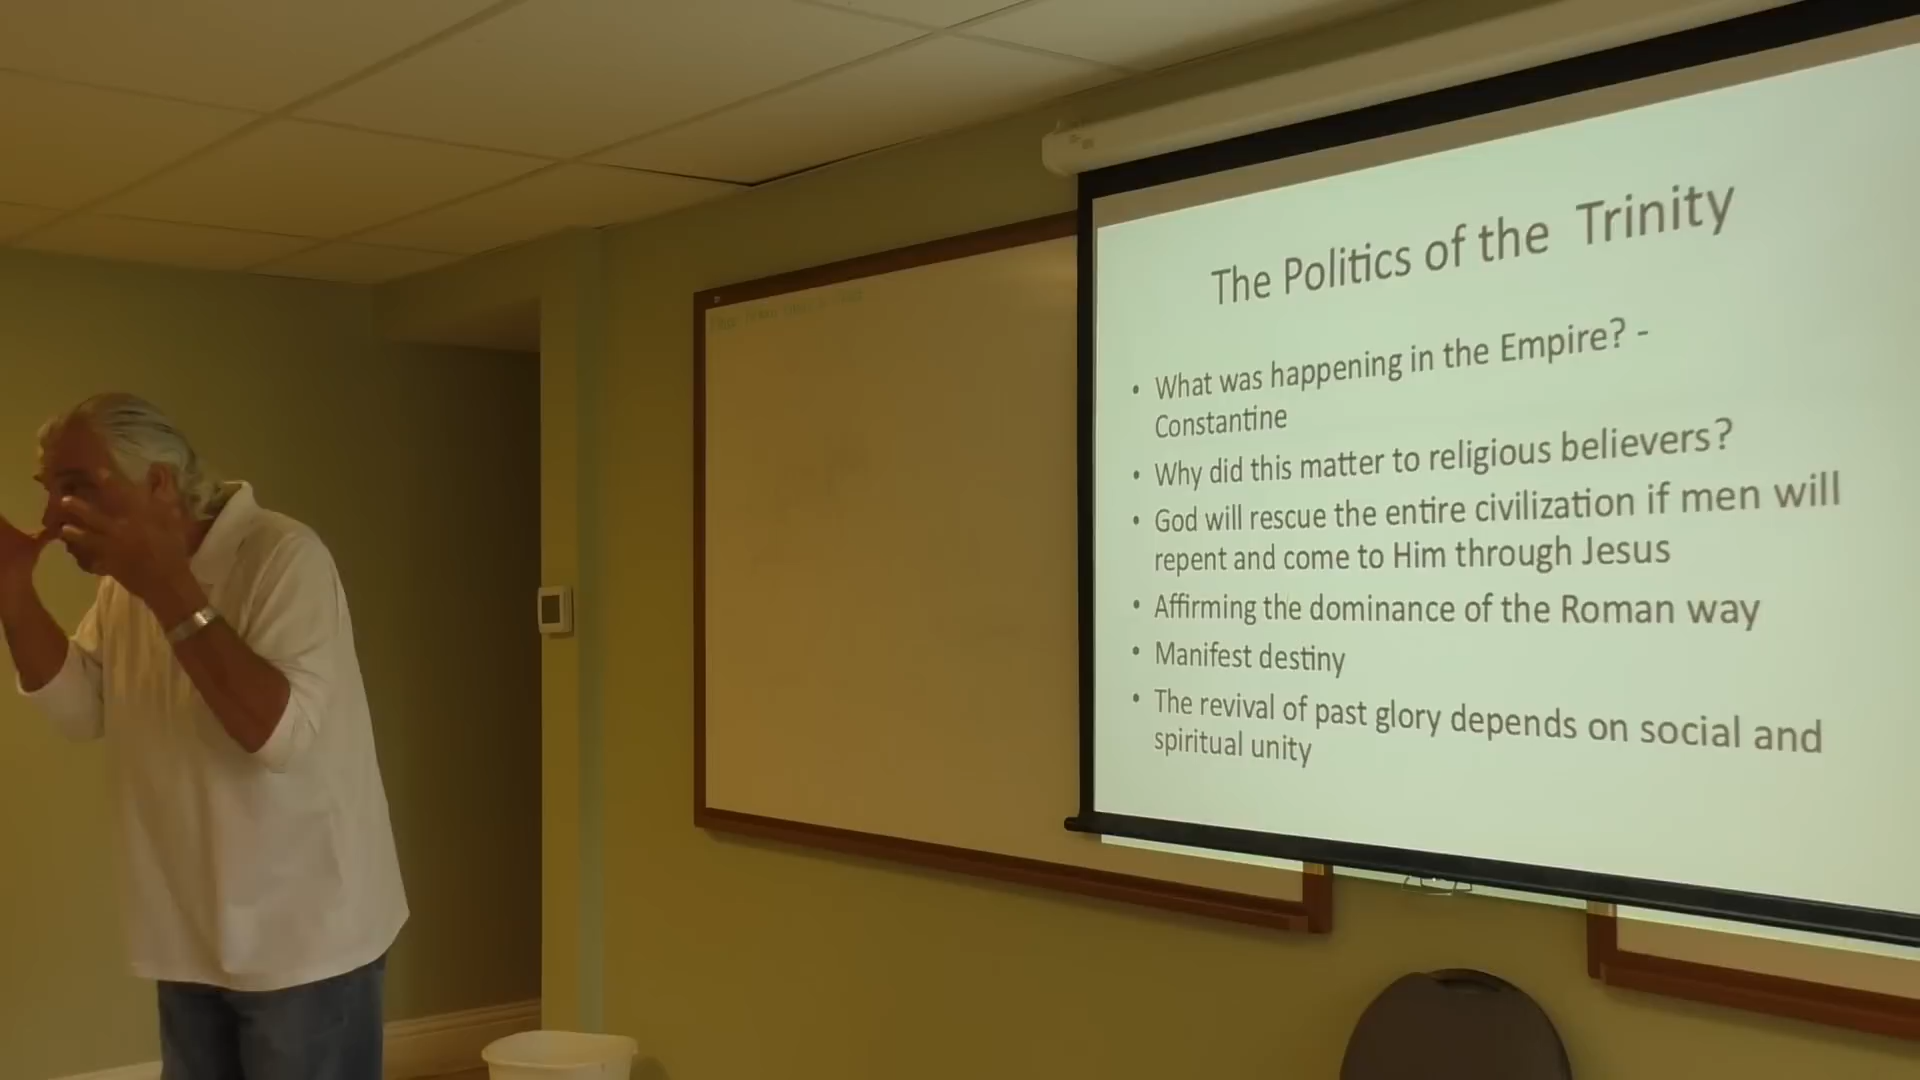 The Politics of the Trinity
• What was happening in the Empire? -
Constantine
• Why did this matter to religious believers?
• God will rescue the entire civilization if men will
repent and come to Him through Jesus
• Affirming the dominance of the Roman way
• Manifest destiny
• The revival of past glory depends on social and
spiritual unity